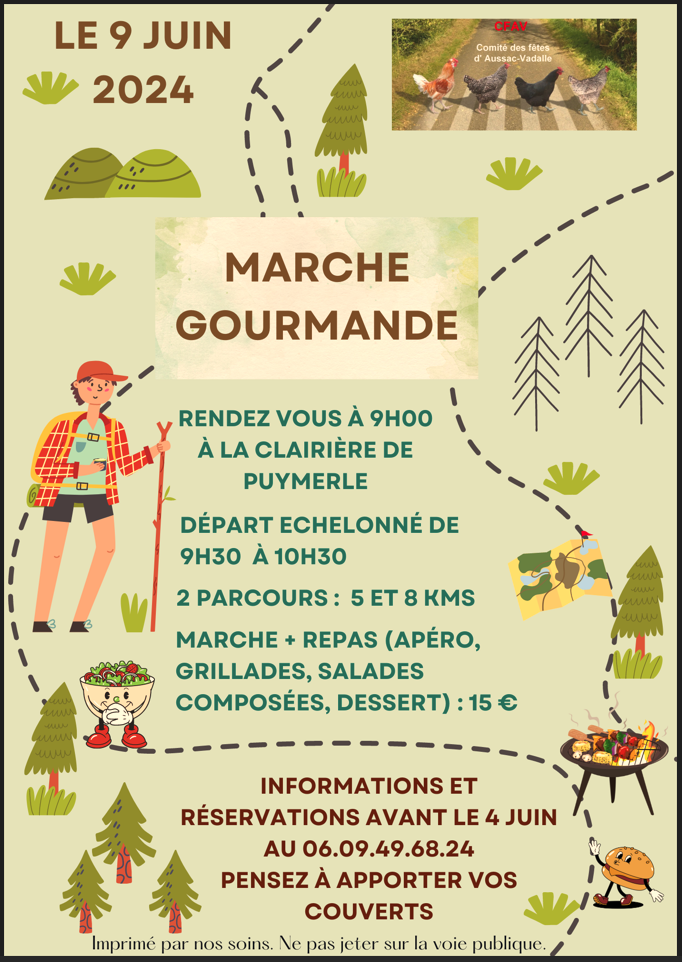 LE 9 JUIN
2024
CFAV
Comité des fêtes
d' Aussac-Vadalle
MARCHE
GOURMANDE
RENDEZ VOUS À 9H00
À LA CLAIRIÈRE DE
PUYMERLE
DÉPART ECHELONNÉ DE
9H30 À 10H30
2 PARCOURS : 5 ET 8 KMS
MARCHE + REPAS (APÉRO,
GRILLADES, SALADES
COMPOSÉES, DESSERT) : 15 €
INFORMATIONS ET
RÉSERVATIONS AVANT LE 4 JUIN
AU 06.09.49.68.24
PENSEZ À APPORTER VOS
COUVERTS
Imprimé par nos soins. Ne pas jeter sur la voie publique.